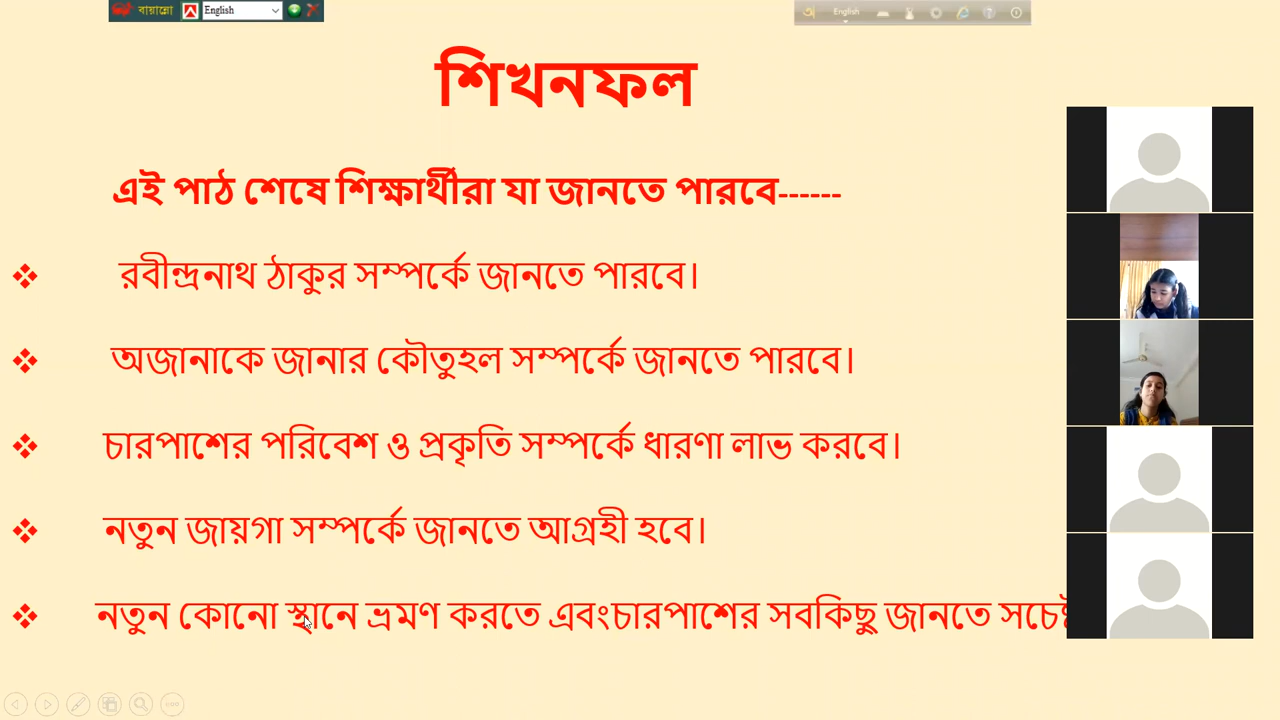 বায়ান্নো
English
অ
English
শিখনফল
এই পাঠ শেষে শিক্ষার্থীরা যা জানতে পারবে------
❖ রবীন্দ্রনাথ ঠাকুর সম্পর্কে জানতে পারবে।
❖ অজানাকে জানার কৌতুহল সম্পর্কে জানতে পারবে।
❖ চারপাশের পরিবেশ ও প্রকৃতি সম্পর্কে ধারণা লাভ করবে।
❖ নতুন জায়গা সম্পর্কে জানতে আগ্রহী হবে।
❖ নতুন কোনো স্থানে ভ্রমণ করতে এবংচারপাশের সবকিছু জানতে